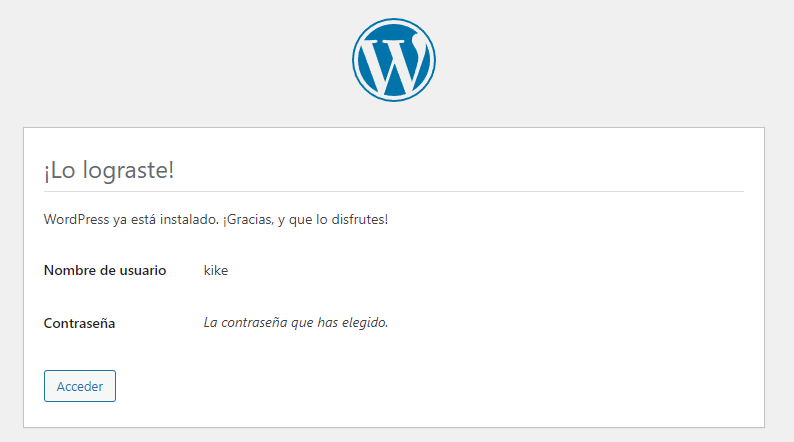 ¡Lo lograste!
WordPress ya está instalado. ¡Gracias, y que lo disfrutes!
Nombre de usuario kike
Contraseña La contraseña que has elegido.
Acceder